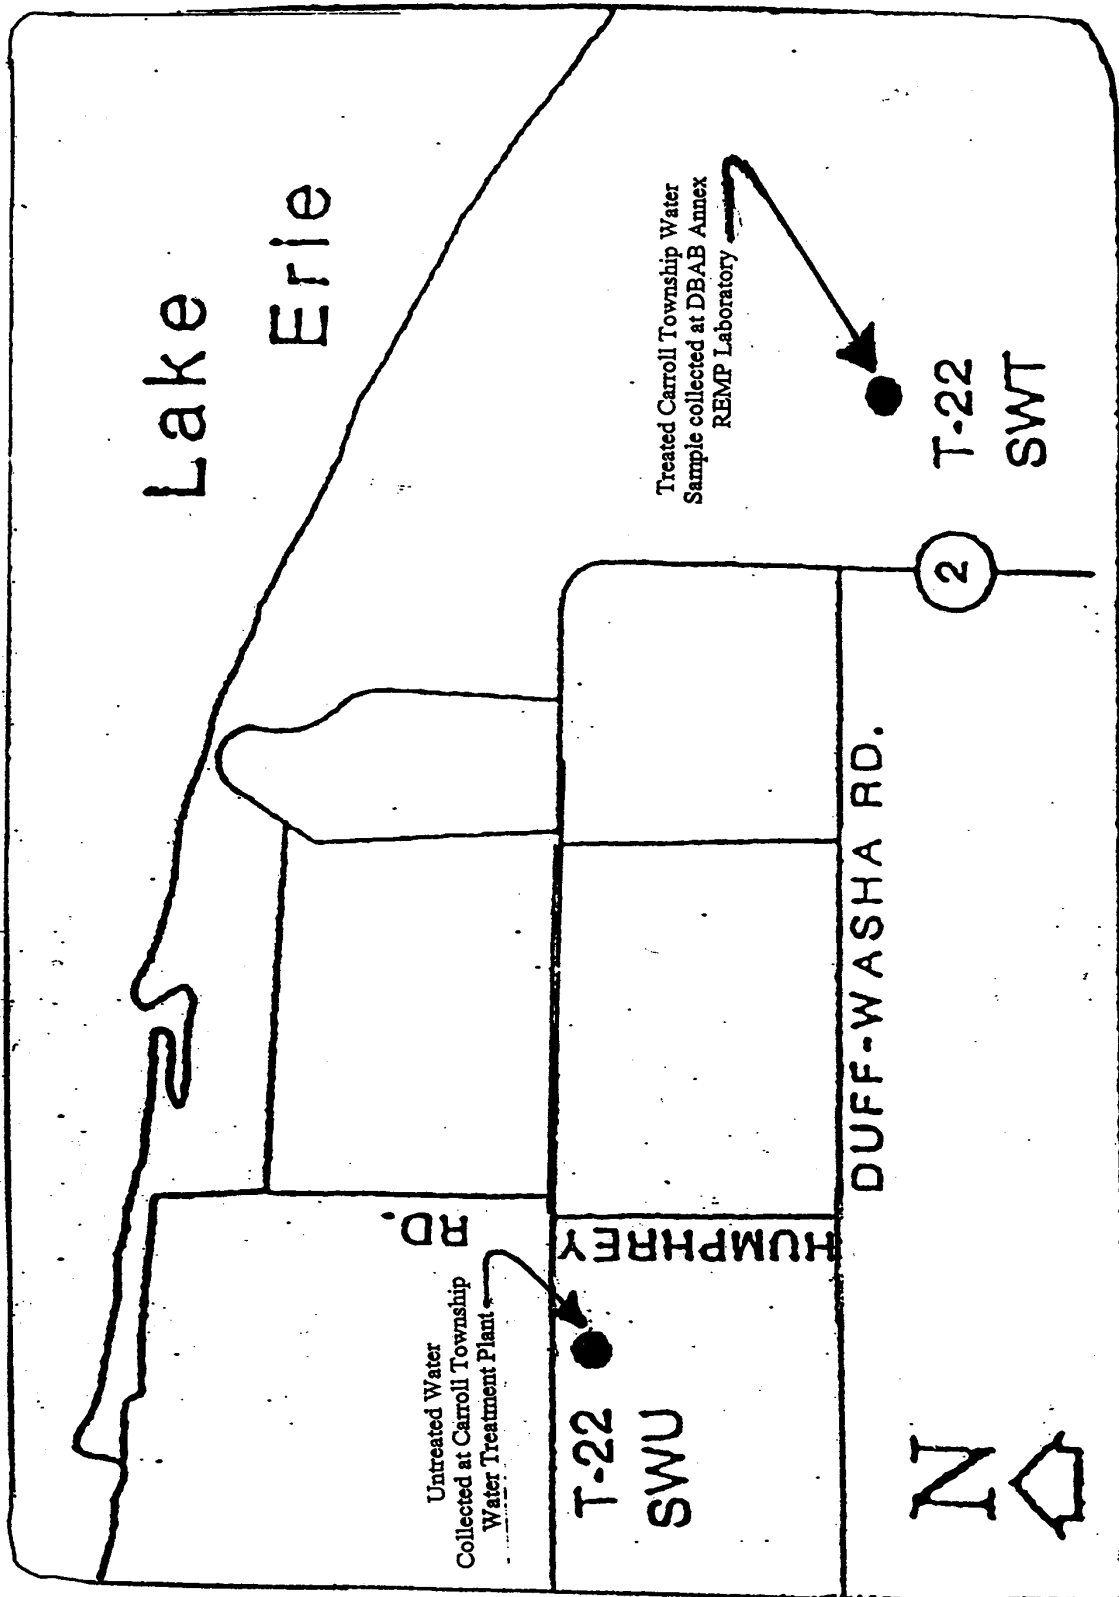 Lake
Erie
Treated Carroll Township Water
Sample collected at DBAB Annex
REMP Laboratory
T-22
SWT
2
Untreated Water
Collected at Carroll Township
Water Treatment Plant
T-22
SWU
HUMPHREY
RD.
DUFF-WASHA RD.
N